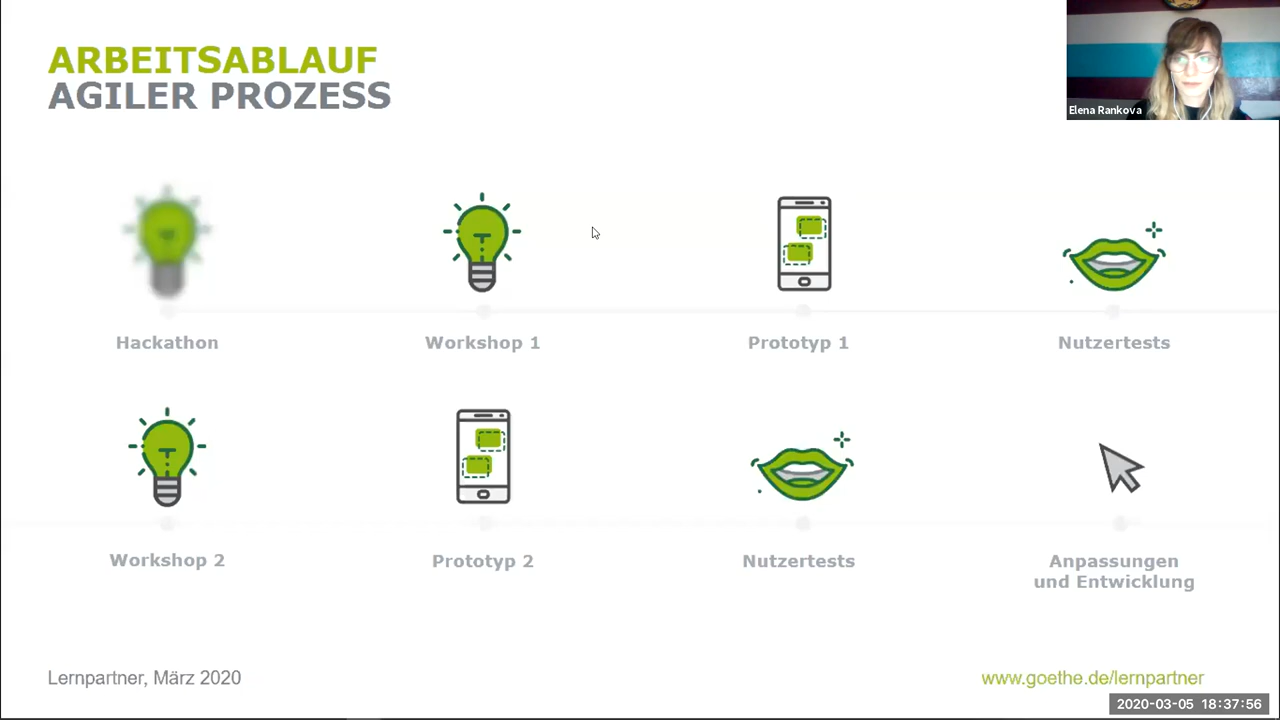 ARBEITSABLAUF
AGILER PROZESS
Elena Rankova
Hackathon
Workshop 1
Prototyp 1
Nutzertests
Workshop 2
Prototyp 2
Nutzertests
Anpassungen
und Entwicklung
Lernpartner, März 2020
www.goethe.de/lernpartner
2020-03-05 18:37:56